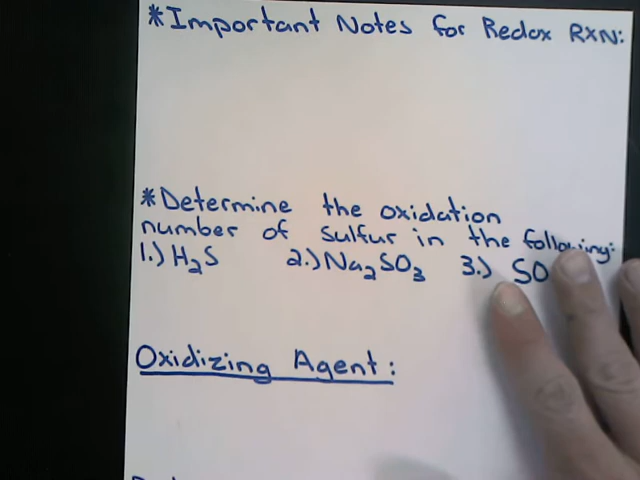 *Important Notes for Redox RXN:
*Determine the oxidation
number of sulfur in the following:
1.) H₂S 2.) Na₂SO₃ 3.) SO
Oxidizing Agent: